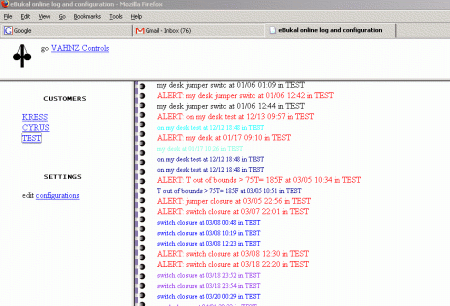 eBukal online log and configuration - Mozilla Firefox
File Edit View Go Bookmarks Tools Help
Google
Gmail - Inbox (76)
eBukal online log and configuration
go VAHNZ Controls
CUSTOMERS
KRESS
CYRUS
TEST
SETTINGS
edit configurations
my desk jumper switc at 01/06 01:09 in TEST
ALERT: my desk jumper switc at 01/06 12:42 in TEST
my desk jumper switc at 01/06 12:44 in TEST
ALERT: on my desk test at 12/13 09:57 in TEST
on my desk test at 12/12 18:48 in TEST
ALERT: my desk at 01/17 09:10 in TEST
my desk at 01/17 18:26 in TEST
on my desk test at 12/12 18:48 in TEST
on my desk test at 12/12 18:48 in TEST
ALERT: T out of bounds > 75T= 185F at 03/05 10:34 in TEST
T out of bounds > 75T= 185F at 03/05 10:51 in TEST
ALERT: jumper closure at 03/05 22:56 in TEST
ALERT: switch closure at 03/07 22:01 in TEST
switch closure at 03/08 00:48 in TEST
switch closure at 03/08 10:19 in TEST
switch closure at 03/08 12:23 in TEST
ALERT: switch closure at 03/08 12:30 in TEST
ALERT: switch closure at 03/18 22:20 in TEST
switch closure at 03/18 23:52 in TEST
switch closure at 03/18 23:54 in TEST
switch closure at 03/20 00:29 in TEST